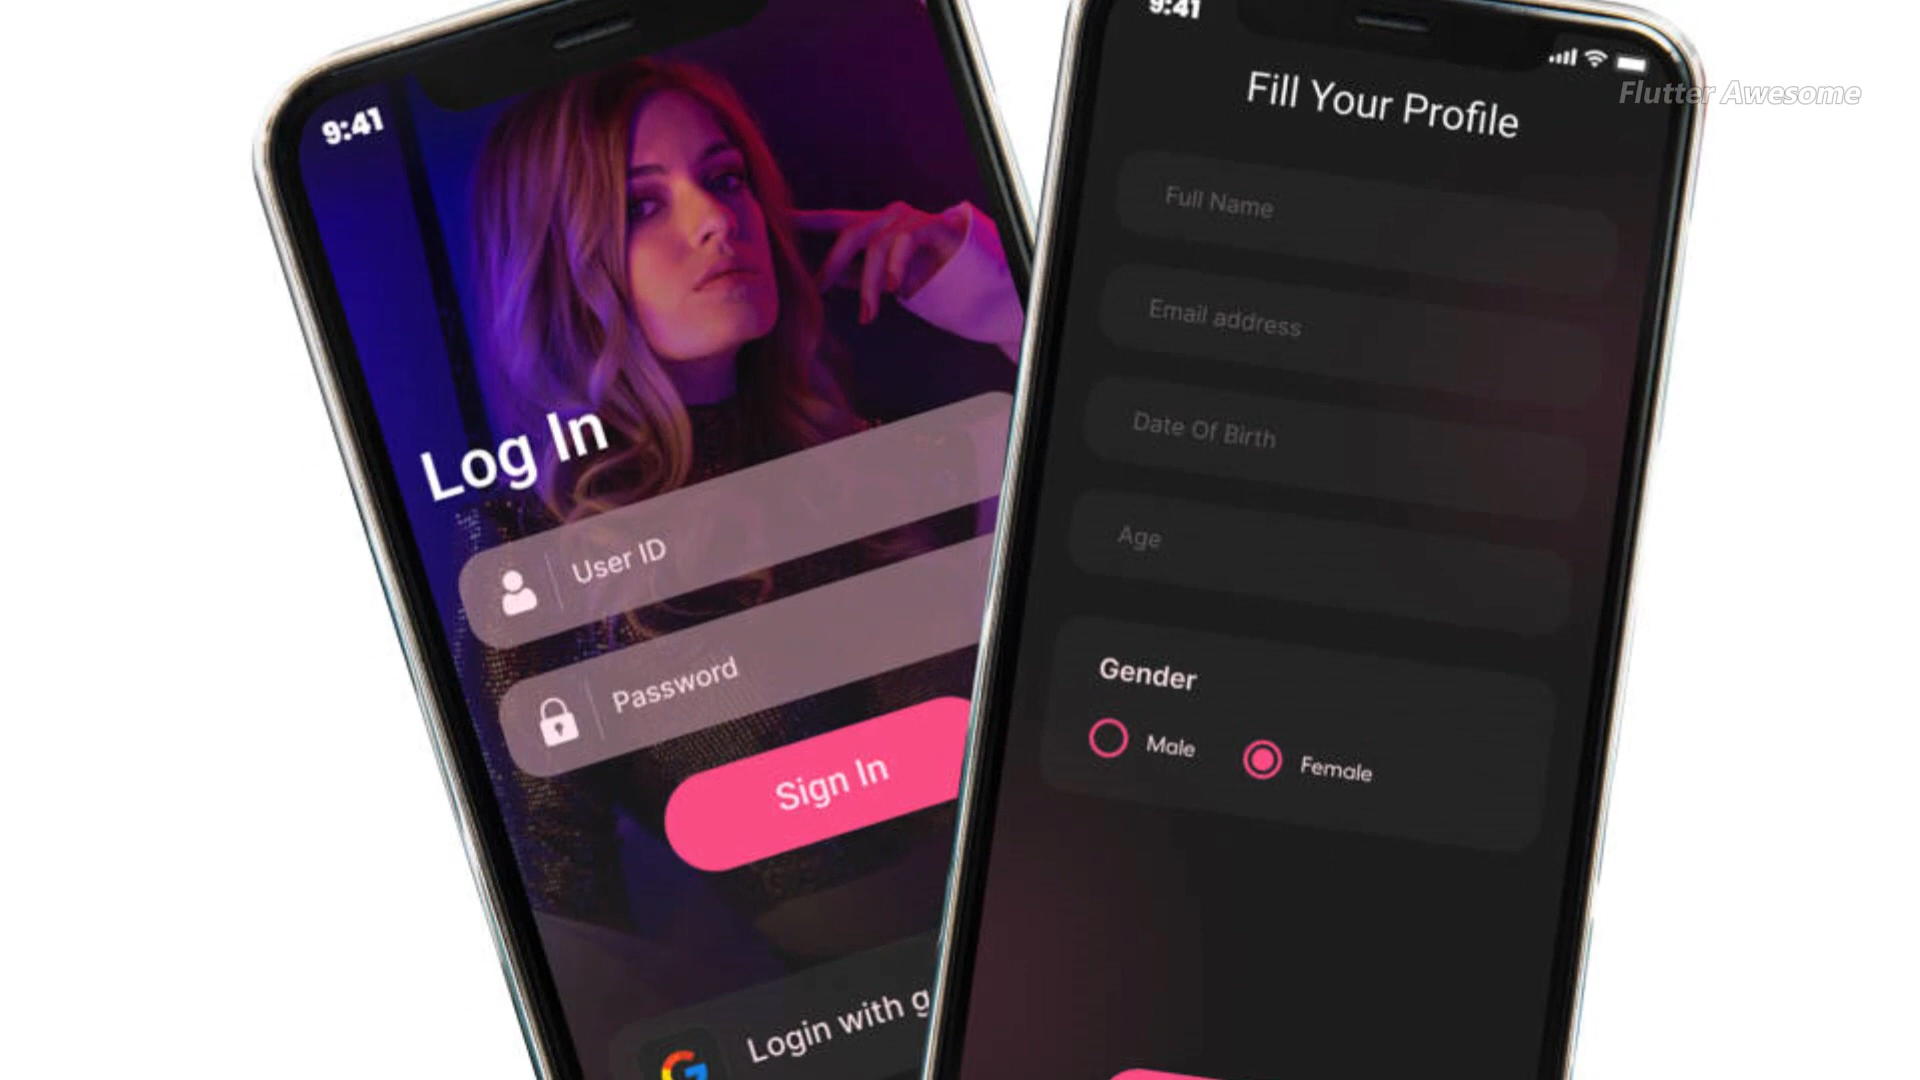 9:41
Log In
User ID
Password
Sign In
Login with g
9:41
Fill Your Profile
Full Name
Email address
Date Of Birth
Age
Gender
Male
Female
Flutter Awesome